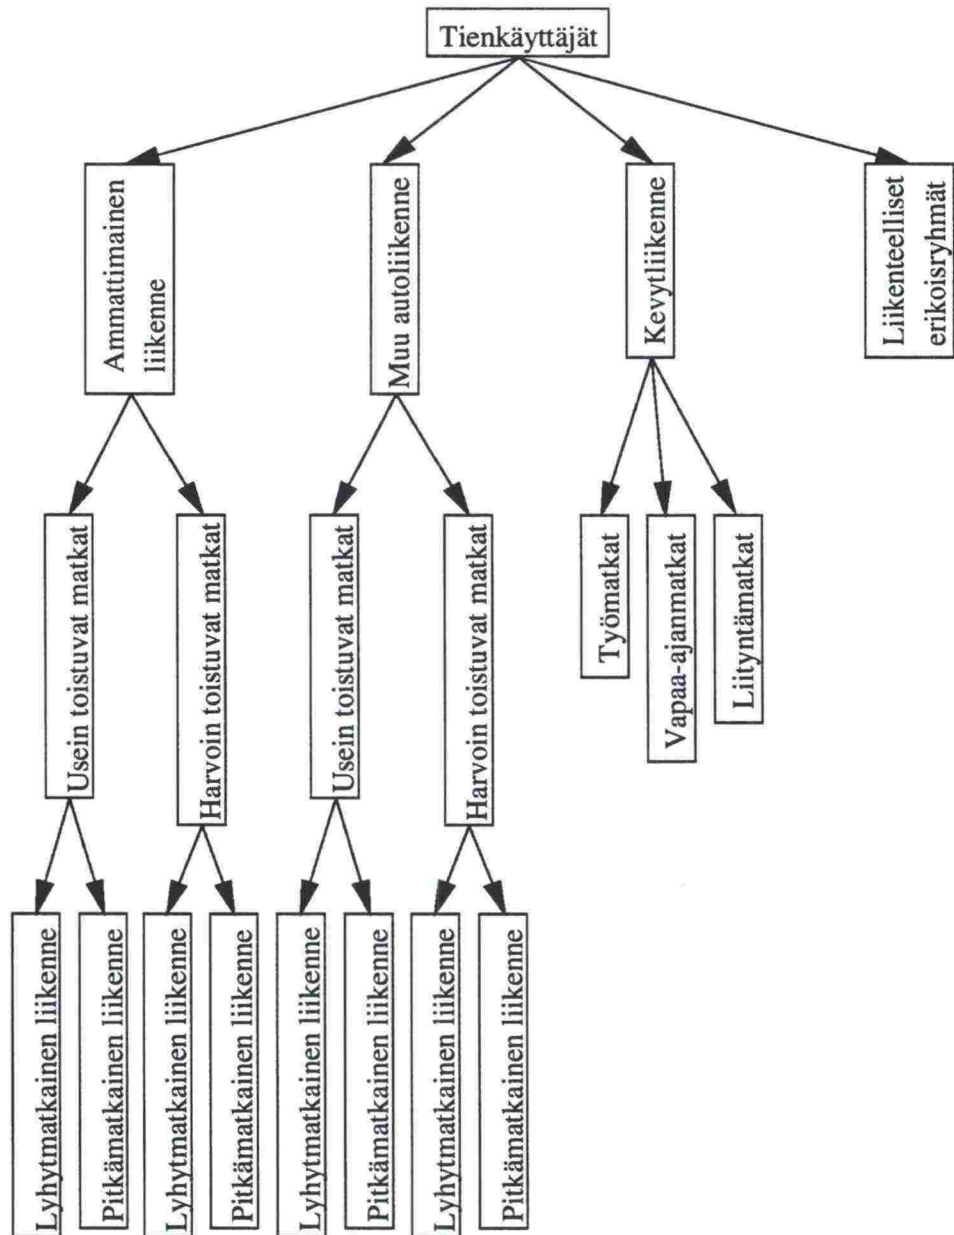 Tienkäyttäjät
Ammattimainen
liikenne
Muu autoliikenne
Kevytliikenne
Liikenteelliset
erikoisryhmät
Usein toistuvat matkat
Harvoin toistuvat matkat
Usein toistuvat matkat
Harvoin toistuvat matkat
Työmatkat
Vapaa-ajanmatkat
Liityntämatkat
Lyhytmatkainen liikenne
Pitkämatkainen liikenne
Lyhytmatkainen liikenne
Pitkämatkainen liikenne
Lyhytmatkainen liikenne
Pitkämatkainen liikenne
Lyhytmatkainen liikenne
Pitkämatkainen liikenne